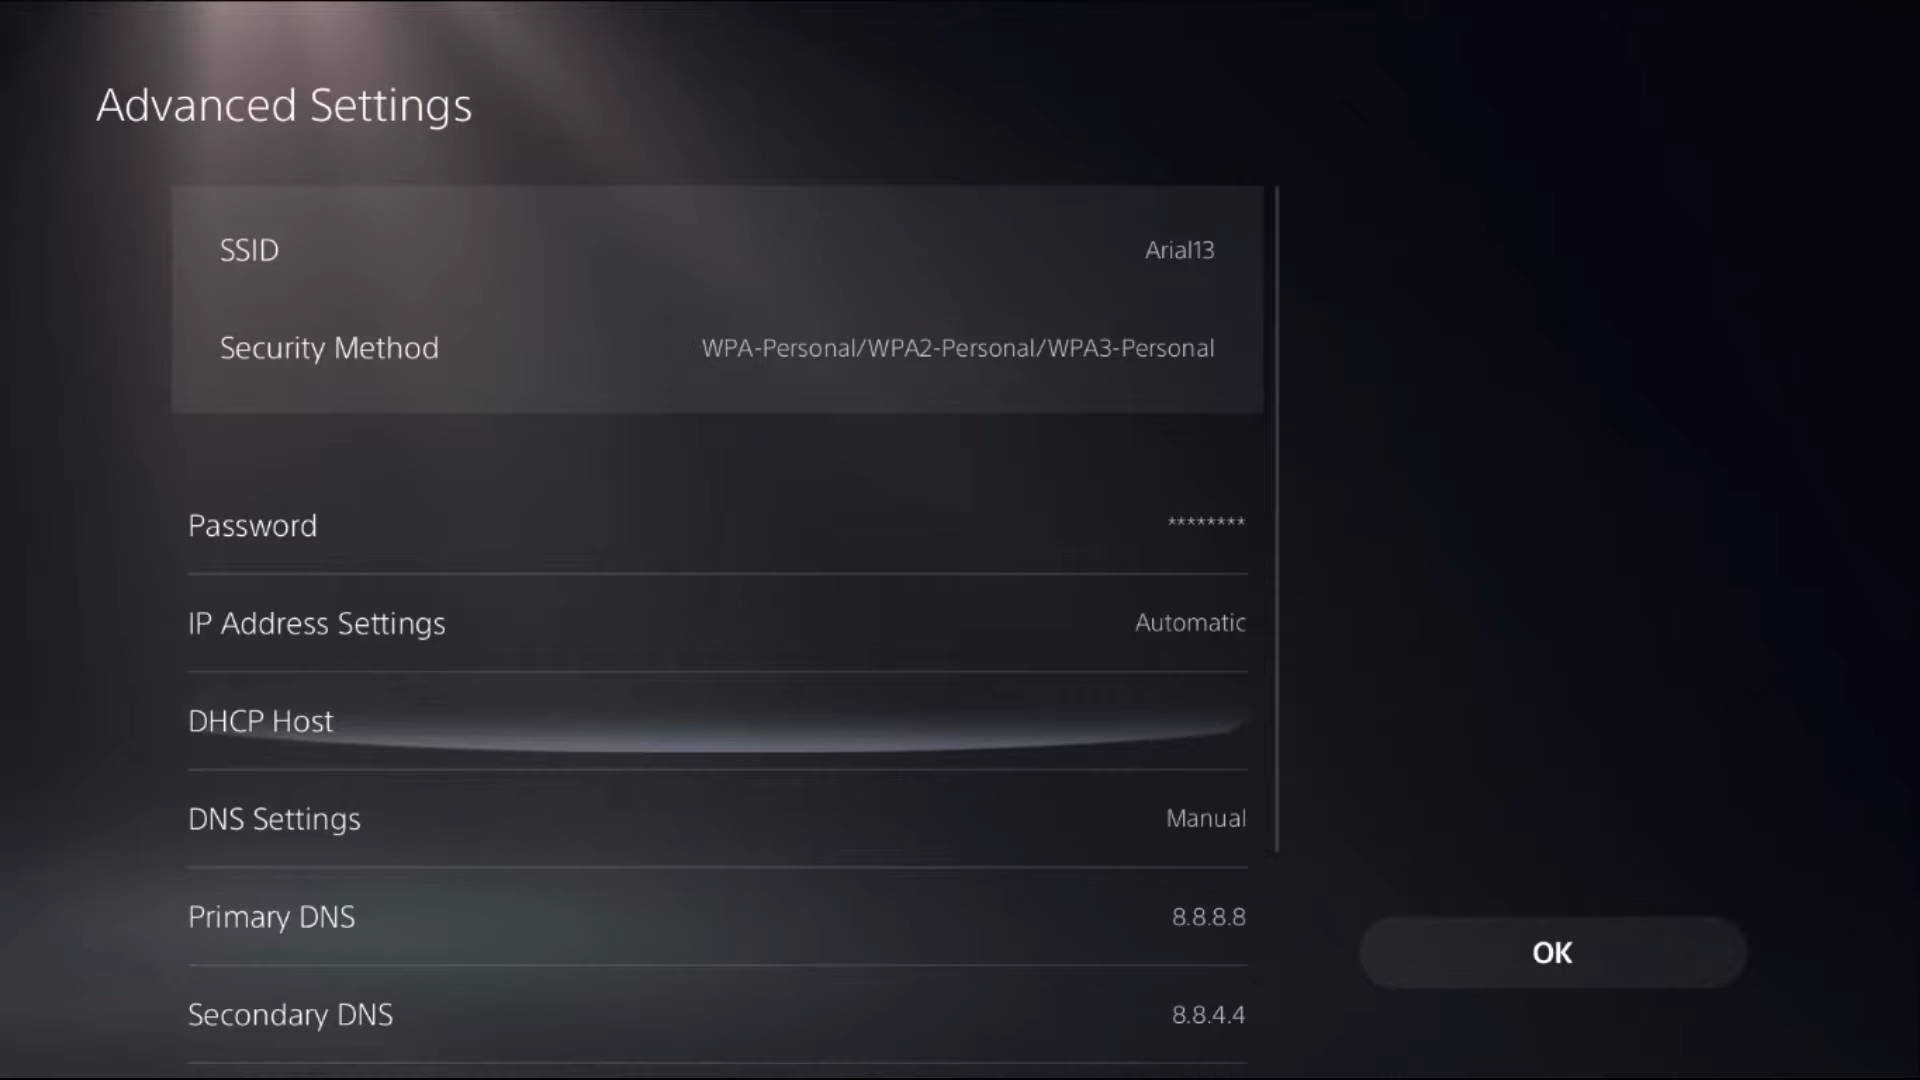 Advanced Settings
SSID Arial13
Security Method WPA-Personal/WPA2-Personal/WPA3-Personal
Password ********
IP Address Settings Automatic
DHCP Host
DNS Settings Manual
Primary DNS 8.8.8.8
Secondary DNS 8.8.4.4
OK